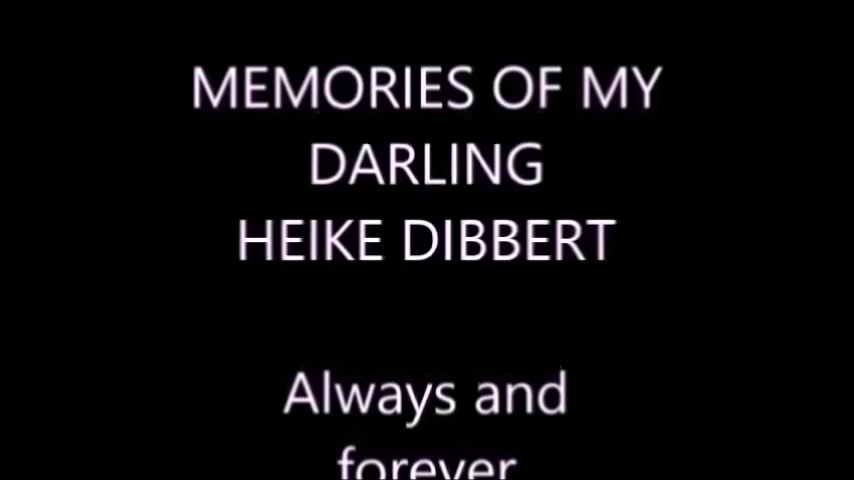 MEMORIES OF MY
DARLING
HEIKE DIBBERT
Always and
forever